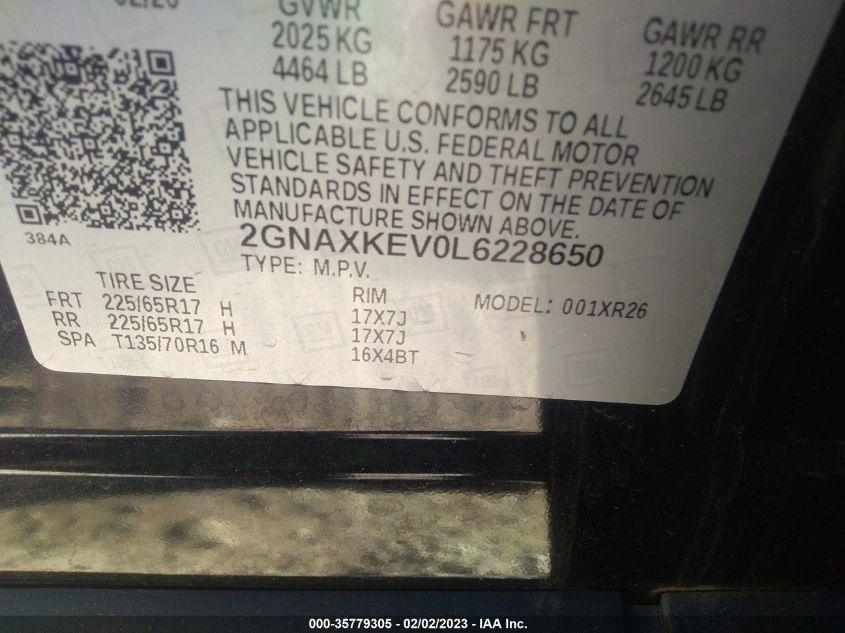 GVWR
2025 KG
4464 LB
GAWR FRT
1175 KG
2590 LB
GAWR RR
1200 KG
2645 LB
THIS VEHICLE CONFORMS TO ALL
APPLICABLE U.S. FEDERAL MOTOR
VEHICLE SAFETY AND THEFT PREVENTION
STANDARDS IN EFFECT ON THE DATE OF
MANUFACTURE SHOWN ABOVE.
384A
2GNAXKEV0L6228650
TYPE: M.P.V.
TIRE SIZE
RIM
MODEL: 001XR26
FRT 225/65R17 H 17X7J
RR 225/65R17 H 17X7J
SPA T135/70R16 M 16X4BT
000-35779305 - 02/02/2023 - IAA Inc.